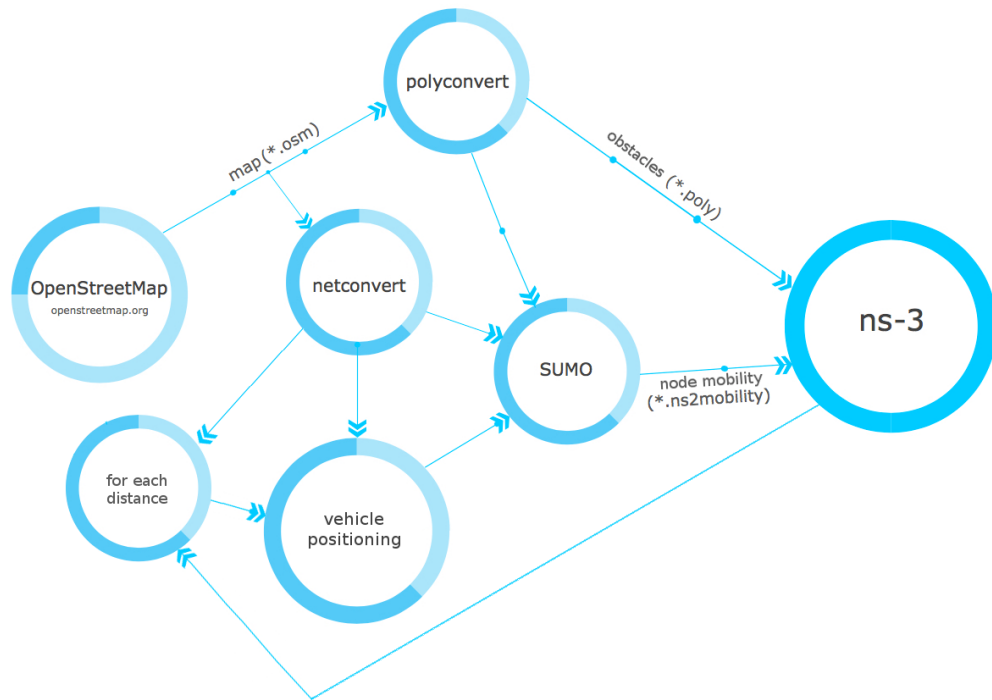 polyconvert
map (*.osm)
obstacles (*.poly)
OpenStreetMap
openstreetmap.org
netconvert
ns-3
SUMO
node mobility
(*.ns2mobility)
for each
distance
vehicle
positioning